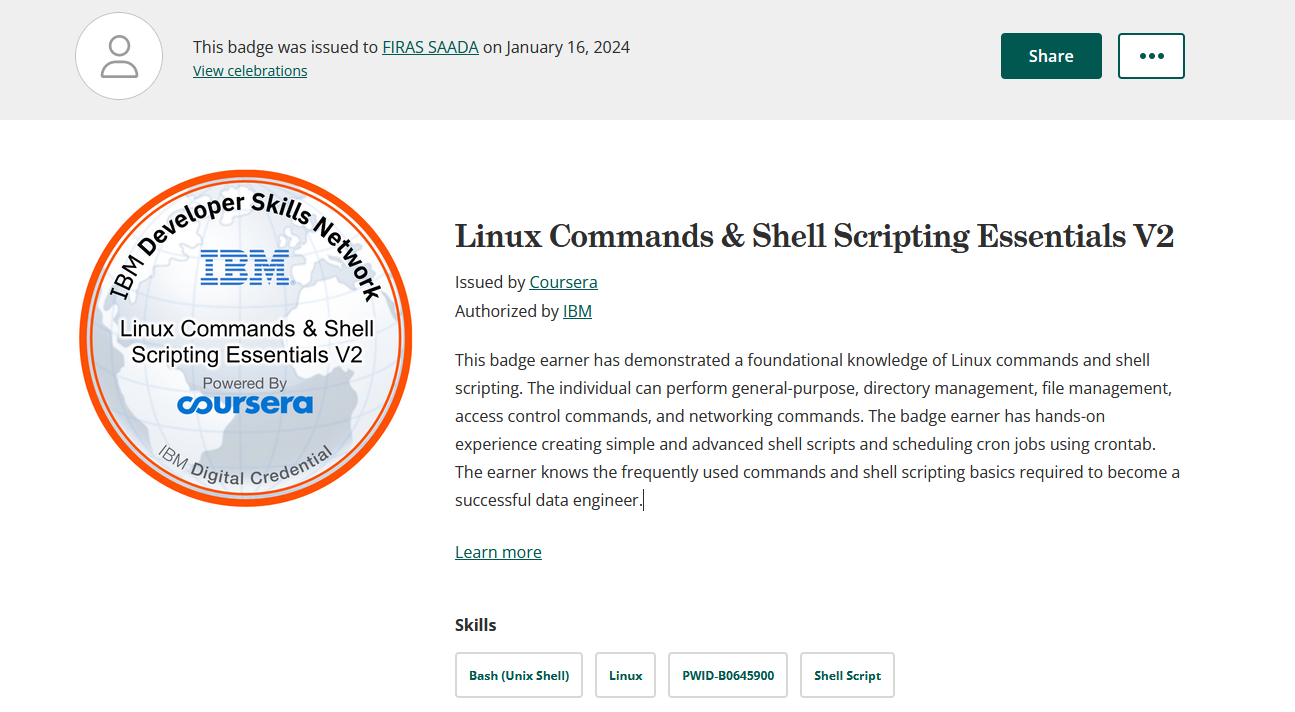 This badge was issued to FIRAS SAADA on January 16, 2024
View celebrations
Share
IBM Developer Skills Network
IBM
Linux Commands & Shell
Scripting Essentials V2
Powered By
coursera
IBM Digital Credential
Linux Commands & Shell Scripting Essentials V2
Issued by Coursera
Authorized by IBM
This badge earner has demonstrated a foundational knowledge of Linux commands and shell
scripting. The individual can perform general-purpose, directory management, file management,
access control commands, and networking commands. The badge earner has hands-on
experience creating simple and advanced shell scripts and scheduling cron jobs using crontab.
The earner knows the frequently used commands and shell scripting basics required to become a
successful data engineer.
Learn more
Skills
Bash (Unix Shell)
Linux
PWID-B0645900
Shell Script